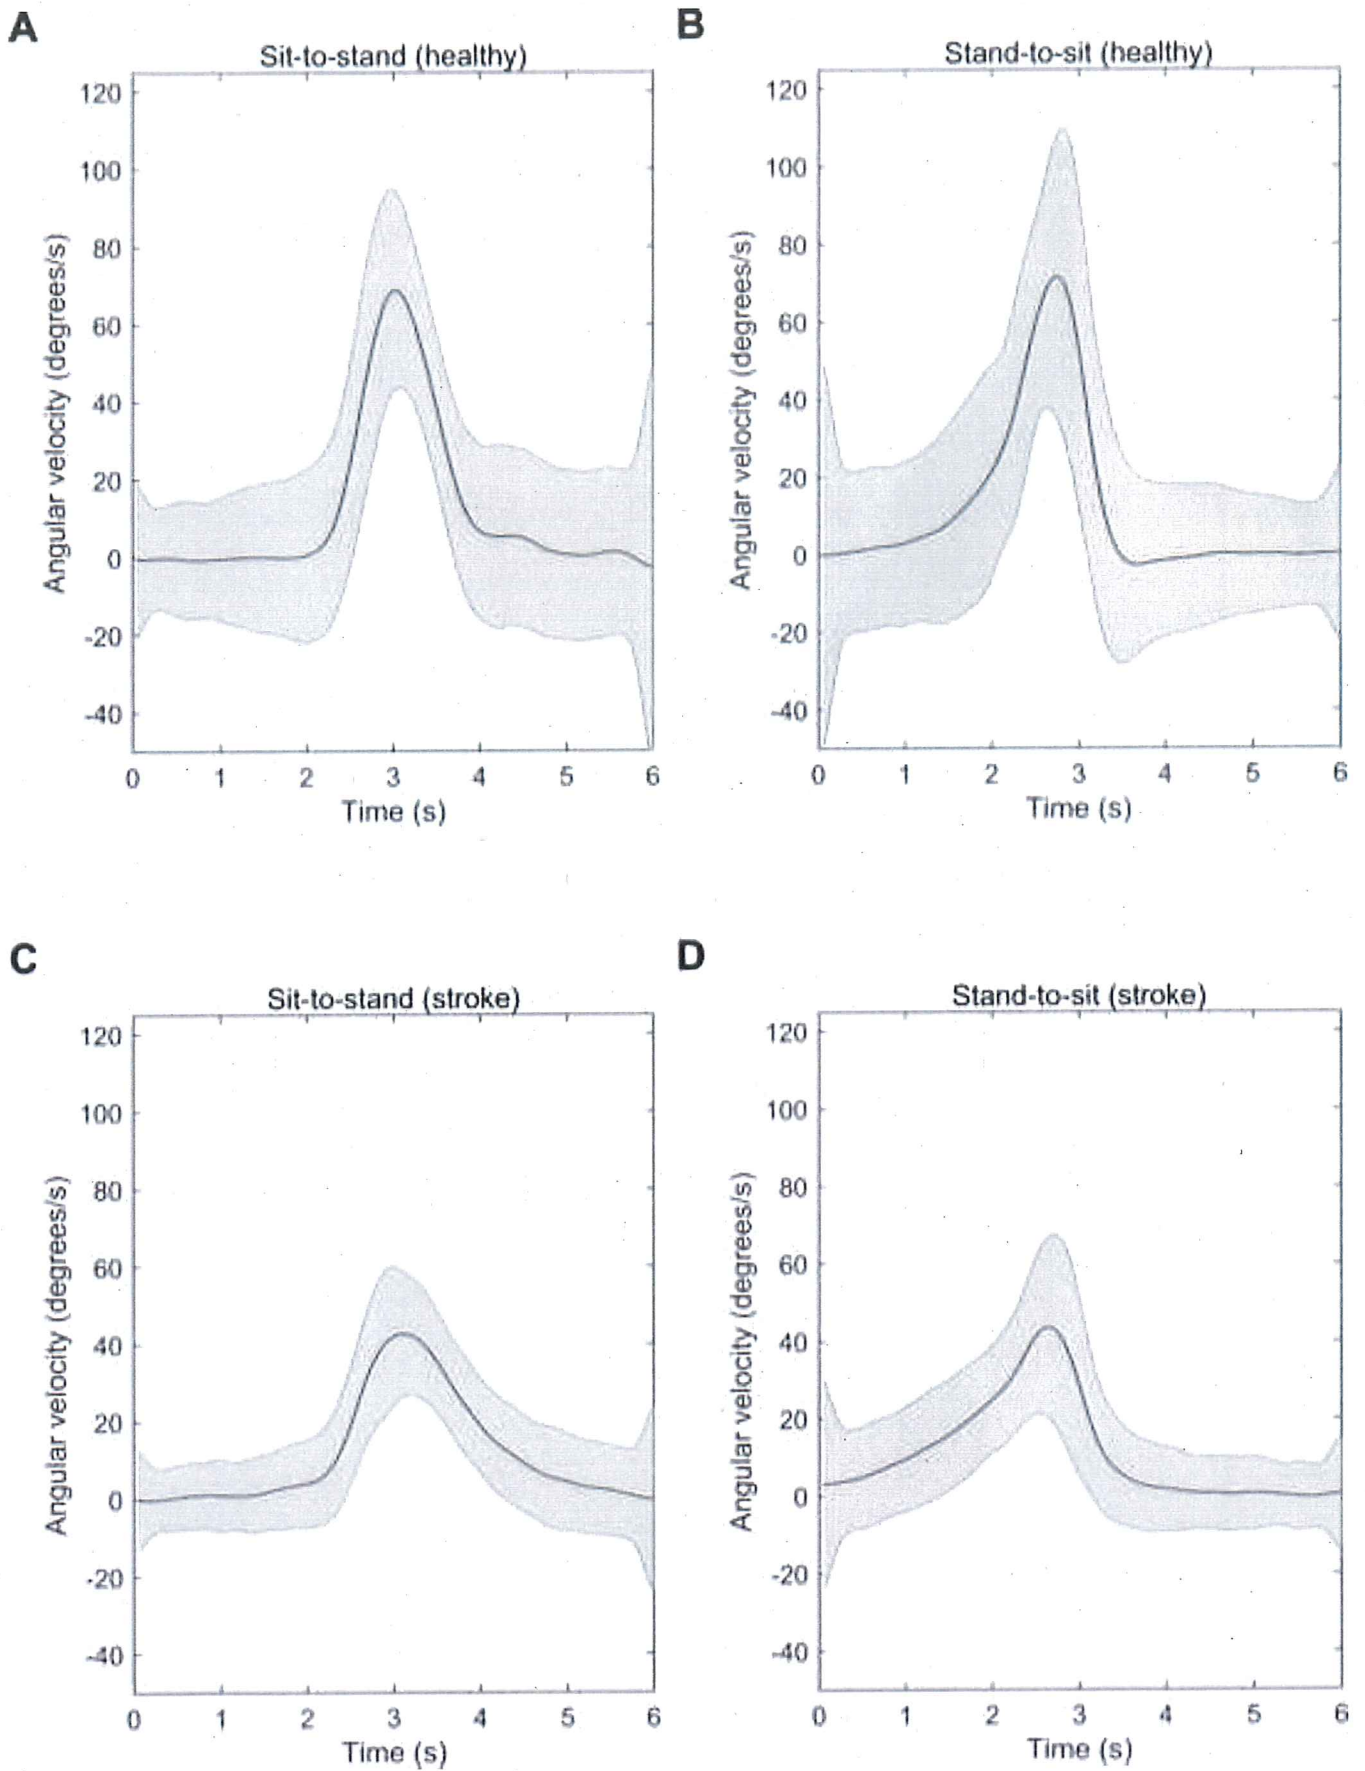 A
Sit-to-stand (healthy)
120
100
80
60
40
20
0
-20
-40
Angular velocity (degrees/s)
0 1 2 3 4 5 6
Time (s)
B
Stand-to-sit (healthy)
120
100
80
60
40
20
0
-20
-40
Angular velocity (degrees/s)
0 1 2 3 4 5 6
Time (s)
C
Sit-to-stand (stroke)
120
100
80
60
40
20
0
-20
-40
Angular velocity (degrees/s)
0 1 2 3 4 5 6
Time (s)
D
Stand-to-sit (stroke)
120
100
80
60
40
20
0
-20
-40
Angular velocity (degrees/s)
0 1 2 3 4 5 6
Time (s)